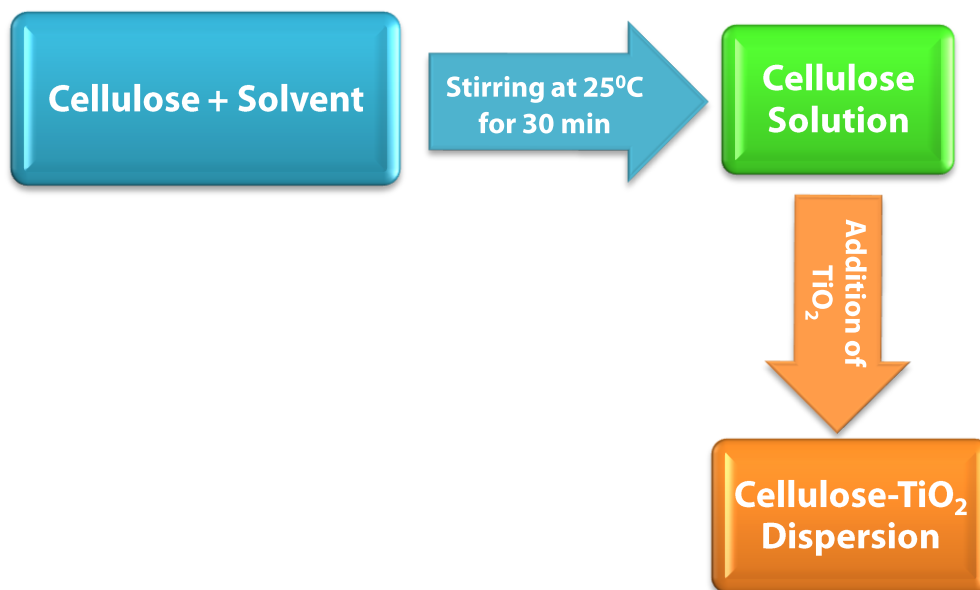 Cellulose + Solvent
Stirring at 25⁰C
for 30 min
Cellulose
Solution
Addition of
TiO₂
Cellulose-TiO₂
Dispersion